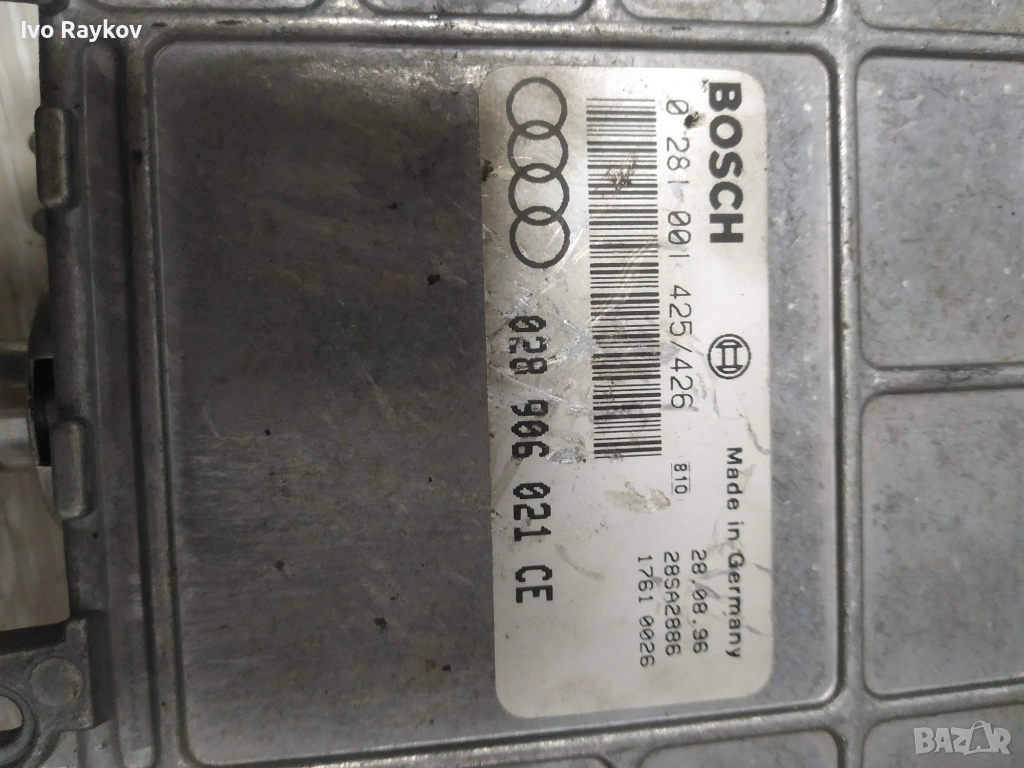 Ivo Raykov
BOSCH
Made in Germany
0 281 001 425/426
810
28.08.96
28SA2886
1761 0026
028 906 021 CE
BAZAR